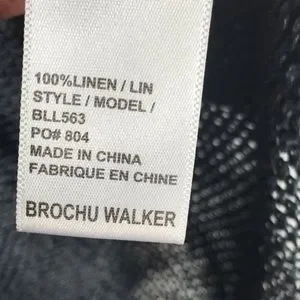 100%LINEN / LIN
STYLE / MODEL /
BLL563
PO# 804
MADE IN CHINA
FABRIQUE EN CHINE
BROCHU WALKER